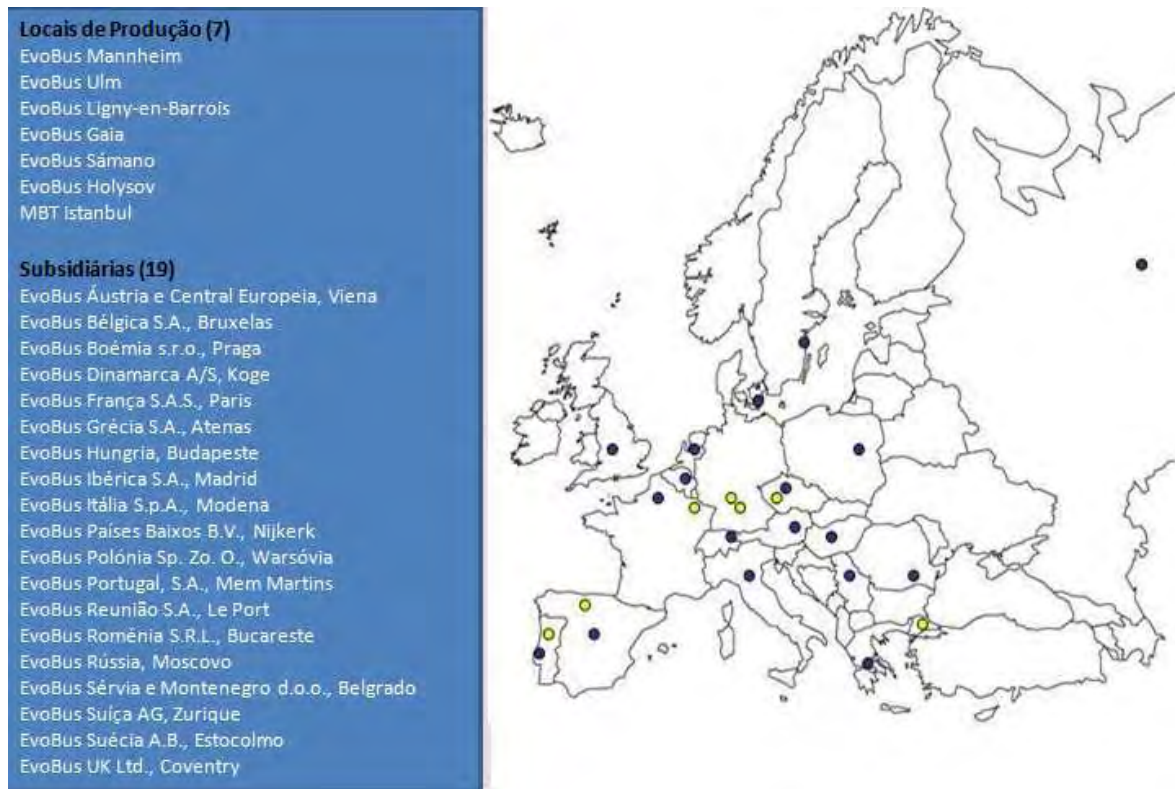 Locais de Produção (7)
EvoBus Mannheim
EvoBus Ulm
EvoBus Ligny-en-Barrois
EvoBus Gaia
EvoBus Sámano
EvoBus Holysov
MBT Istanbul
Subsidiárias (19)
EvoBus Áustria e Central Europeia, Viena
EvoBus Bélgica S.A., Bruxelas
EvoBus Boémia s.r.o., Praga
EvoBus Dinamarca A/S, Koge
EvoBus França S.A.S., Paris
EvoBus Grécia S.A., Atenas
EvoBus Hungria, Budapeste
EvoBus Ibérica S.A., Madrid
EvoBus Itália S.p.A., Modena
EvoBus Países Baixos B.V., Nijkerk
EvoBus Polónia Sp. Zo. O., Warsóvia
EvoBus Portugal, S.A., Mem Martins
EvoBus Reunião S.A., Le Port
EvoBus Roménia S.R.L., Bucareste
EvoBus Rússia, Moscovo
EvoBus Sérvia e Montenegro d.o.o., Belgrado
EvoBus Suíça AG, Zurique
EvoBus Suécia A.B., Estocolmo
EvoBus UK Ltd., Coventry